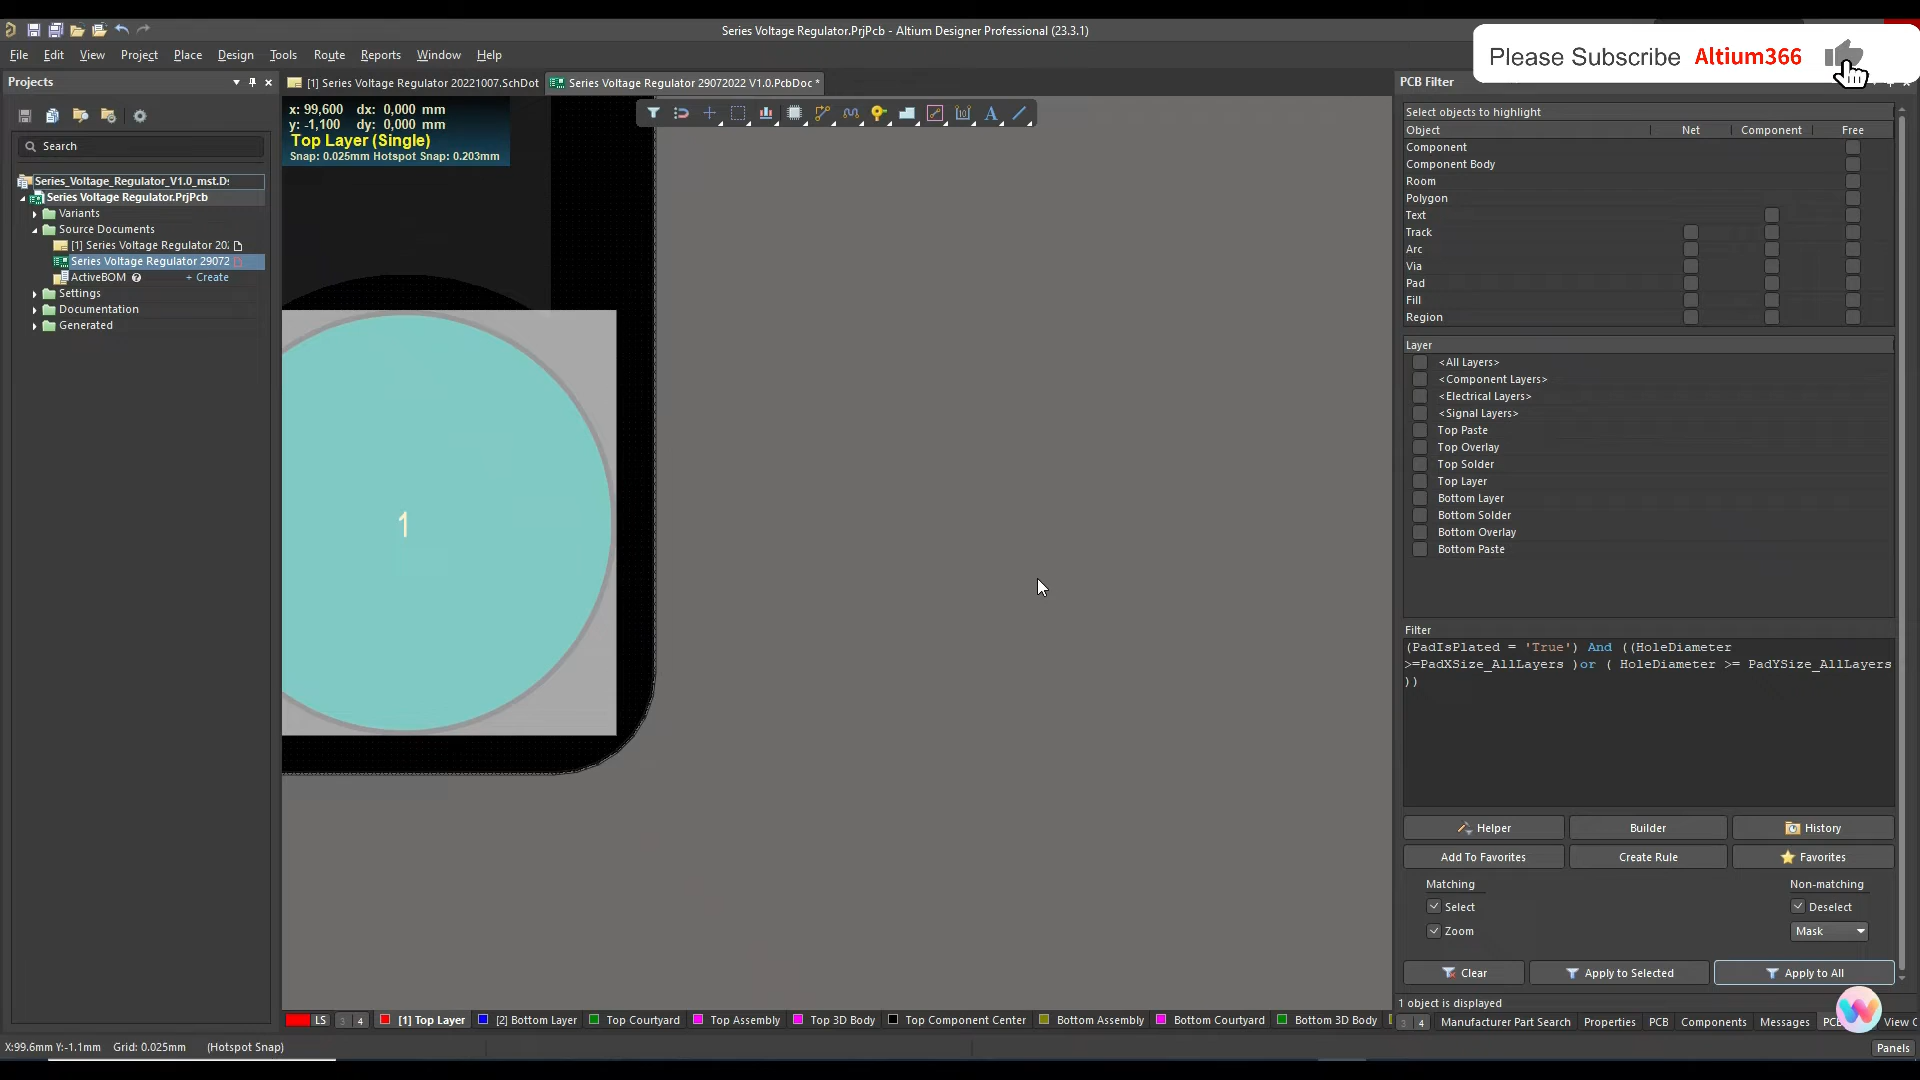 Series Voltage Regulator.PrjPcb - Altium Designer Professional (23.3.1)
File Edit View Project Place Design Tools Route Reports Window Help
Please Subscribe Altium366
Projects
[1] Series Voltage Regulator 20221007.SchDot
Series Voltage Regulator 29072022 V1.0.PcbDoc *
Search
Series_Voltage_Regulator_V1.0_mst.D
Series Voltage Regulator.PrjPcb
Variants
Source Documents
[1] Series Voltage Regulator 20
Series Voltage Regulator 29072
ActiveBOM + Create
Settings
Documentation
Generated
x: 99,600 dx: 0,000 mm
y: -1,100 dy: 0,000 mm
Top Layer (Single)
Snap: 0.025mm Hotspot Snap: 0.203mm
1
PCB Filter
Select objects to highlight
Object Net Component Free
Component
Component Body
Room
Polygon
Text
Track
Arc
Via
Pad
Fill
Region
Layer
<All Layers>
<Component Layers>
<Electrical Layers>
<Signal Layers>
Top Paste
Top Overlay
Top Solder
Top Layer
Bottom Layer
Bottom Solder
Bottom Overlay
Bottom Paste
Filter
(PadIsPlated = 'True') And ((HoleDiameter
>=PadXSize_AllLayers )or ( HoleDiameter >= PadYSize_AllLayers
))
Helper Builder History
Add To Favorites Create Rule Favorites
Matching Non-matching
Select Deselect
Zoom Mask
Clear Apply to Selected Apply to All
1 object is displayed
LS 3 4 [1] Top Layer [2] Bottom Layer Top Courtyard Top Assembly Top 3D Body Top Component Center Bottom Assembly Bottom Courtyard Bottom 3D Body
3 4 Manufacturer Part Search Properties PCB Components Messages View
X:99.6mm Y:-1.1mm Grid: 0.025mm (Hotspot Snap)
Panels